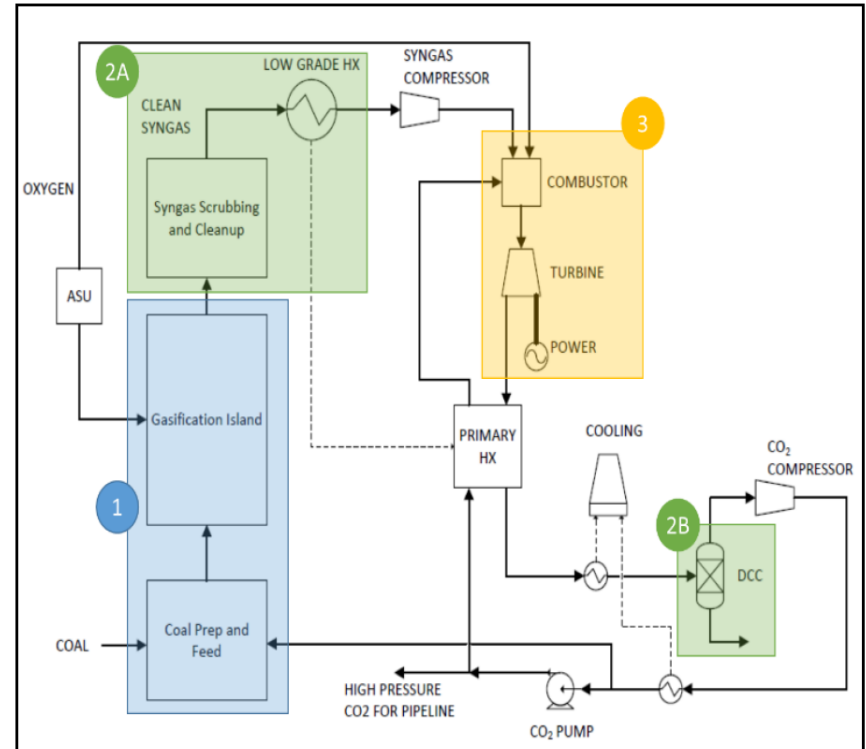 2A
LOW GRADE HX
SYNGAS
COMPRESSOR
CLEAN
SYNGAS
3
OXYGEN
COMBUSTOR
Syngas Scrubbing
and Cleanup
TURBINE
ASU
POWER
Gasification Island
PRIMARY
HX
COOLING
CO2
COMPRESSOR
1
2B
DCC
Coal Prep and
Feed
COAL
HIGH PRESSURE
CO2 FOR PIPELINE
CO2 PUMP